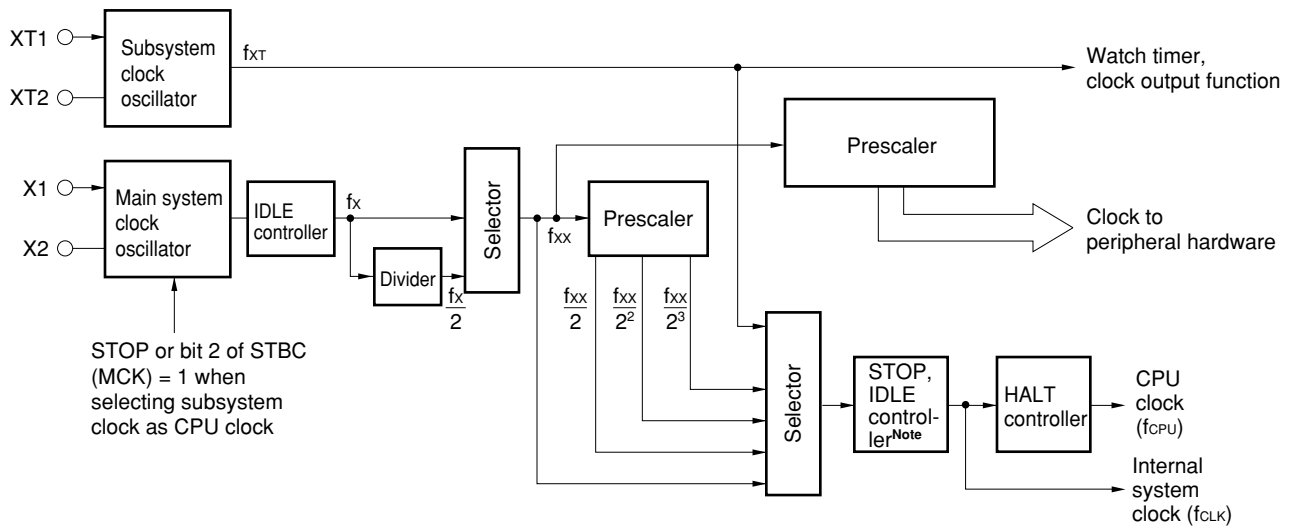 XT1
XT2
Subsystem
clock
oscillator
fXT
Watch timer,
clock output function
Prescaler
X1
X2
Main system
clock
oscillator
IDLE
controller
fX
Divider
fX/2
Selector
fXX
Prescaler
Clock to
peripheral hardware
fXX/2
fXX/2²
fXX/2³
STOP or bit 2 of STBC
(MCK) = 1 when
selecting subsystem
clock as CPU clock
Selector
STOP,
IDLE
control-
lerNote
HALT
controller
CPU
clock
(fCPU)
Internal
system
clock (fCLK)